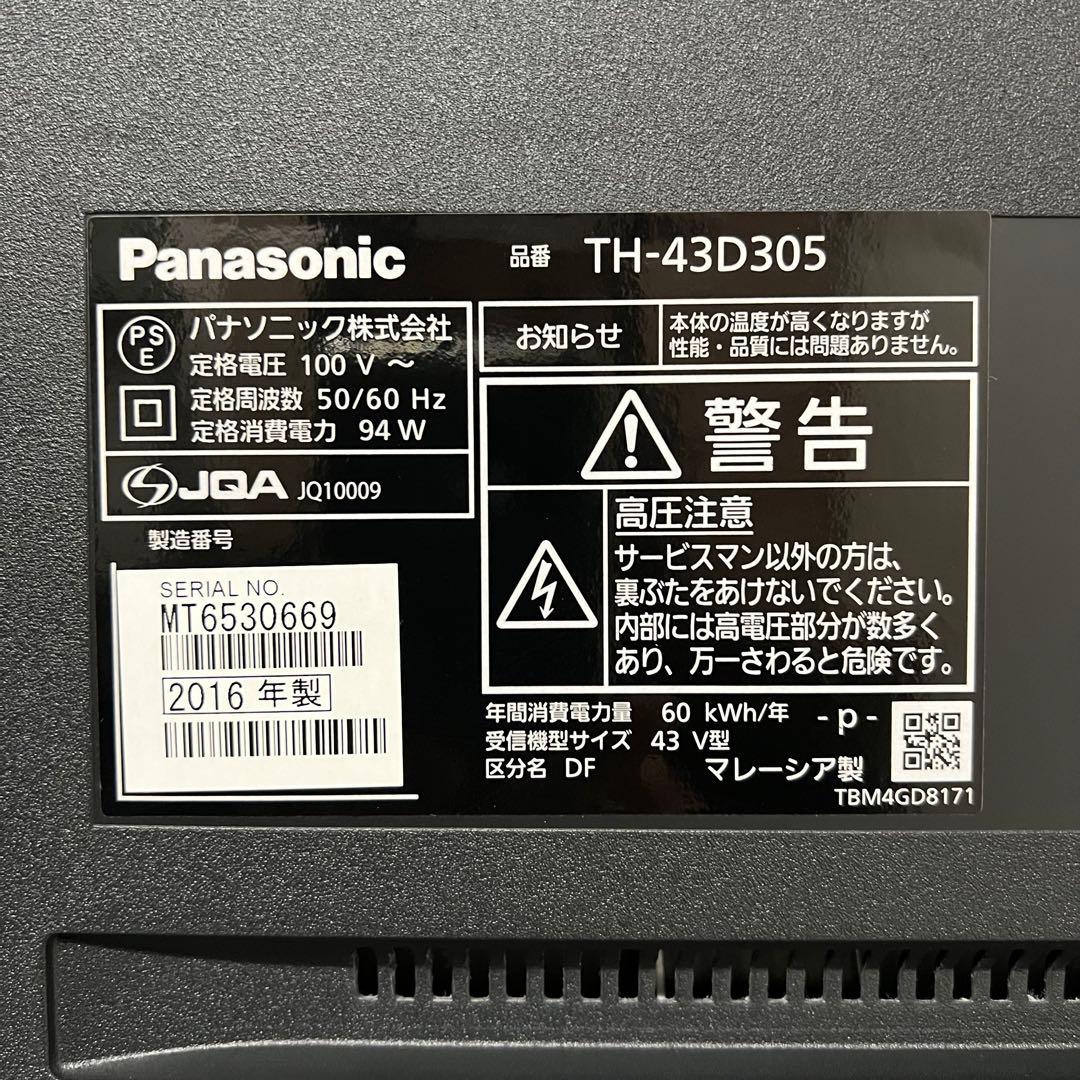 Panasonic
品番 TH-43D305
PS
E
パナソニック株式会社
定格電圧 100 V ～
定格周波数 50/60 Hz
定格消費電力 94 W
JQA JQ10009
製造番号
SERIAL NO.
MT6530669
2016 年製
お知らせ
本体の温度が高くなりますが
性能・品質には問題ありません。
警告
高圧注意
サービスマン以外の方は、
裏ぶたをあけないでください。
内部には高電圧部分が数多く
あり、万一さわると危険です。
年間消費電力量 60 kWh/年
受信機型サイズ 43 V型
区分名 DF
- p -
マレーシア製
TBM4GD8171